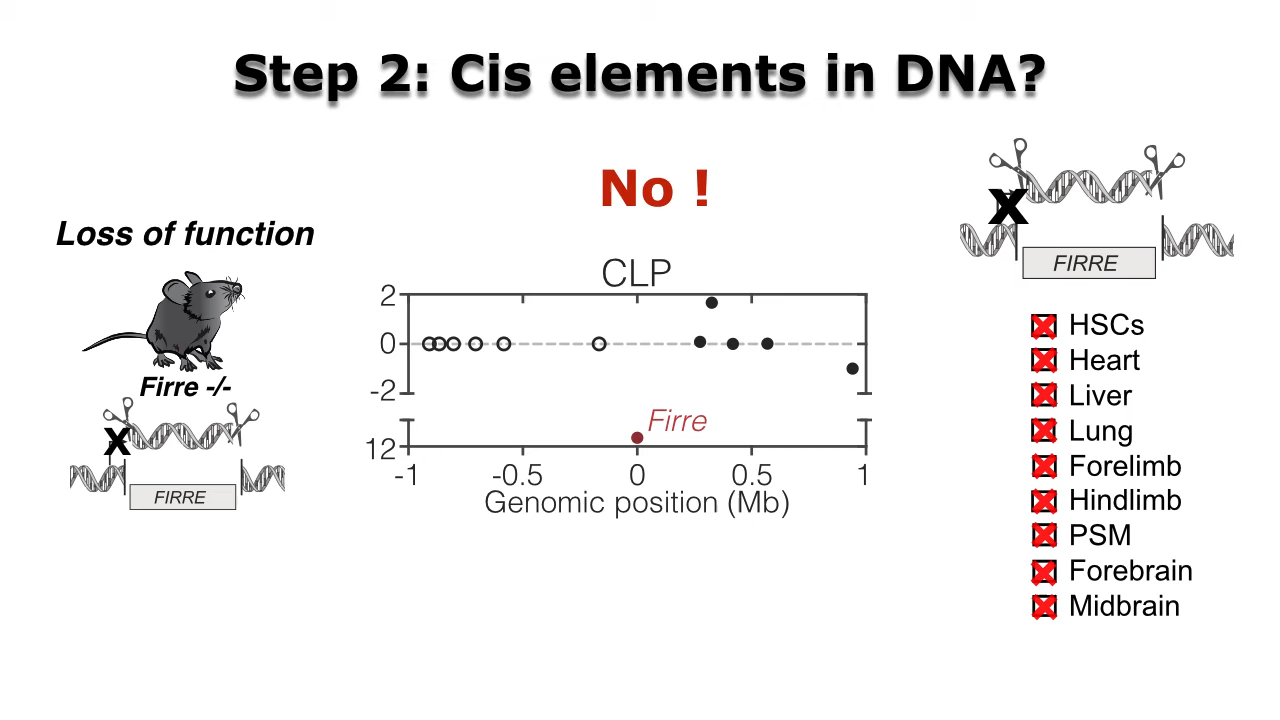 Step 2: Cis elements in DNA?
No !
Loss of function
Firre -/-
X
FIRRE
CLP
2
0
-2
12
Firre
-1
-0.5
0
0.5
1
Genomic position (Mb)
X
FIRRE
HSCs
Heart
Liver
Lung
Forelimb
Hindlimb
PSM
Forebrain
Midbrain